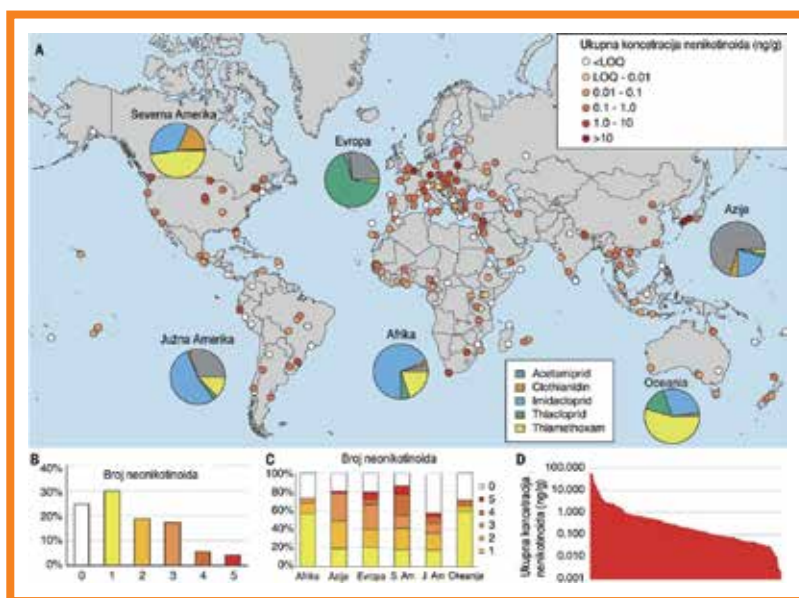 A
Ukupna koncetracija nenikotinoida (ng/g)
<LOQ
LOQ - 0.01
0.01 - 0.1
0.1 - 1.0
1.0 - 10
>10
Severna Amerika
Evropa
Azija
Južna Amerika
Afrika
Oceania
Acetamiprid
Clothianidin
Imidacloprid
Thiacloprid
Thiamethoxam
B
Broj neonikotinoida
40%
30%
20%
10%
0%
0 1 2 3 4 5
C
Broj neonikotinoida
100%
80%
60%
40%
20%
0%
0
5
4
3
2
1
Afrika Azija Evropa S. Am. J. Am Okeanija
D
Ukupna koncetracija
nenikotinoida (ng/g)
100.000
10.000
1.000
0.100
0.010
0.001